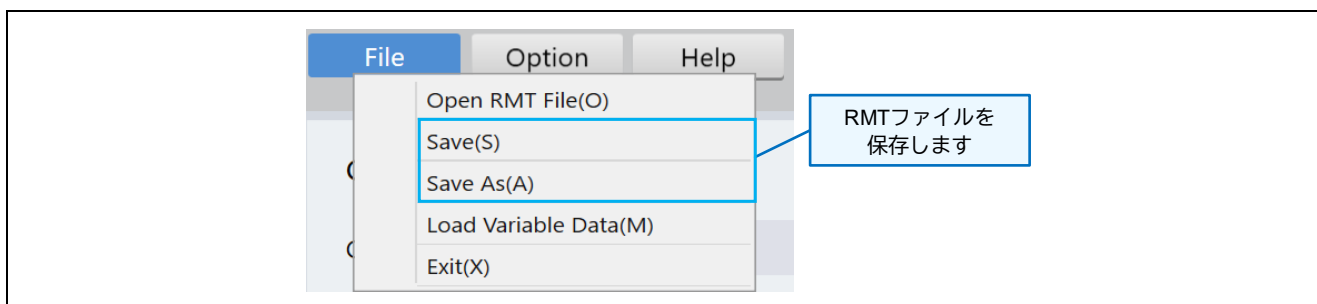 File Option Help
Open RMT File(O)
Save(S)
Save As(A)
Load Variable Data(M)
Exit(X)
RMTファイルを
保存します